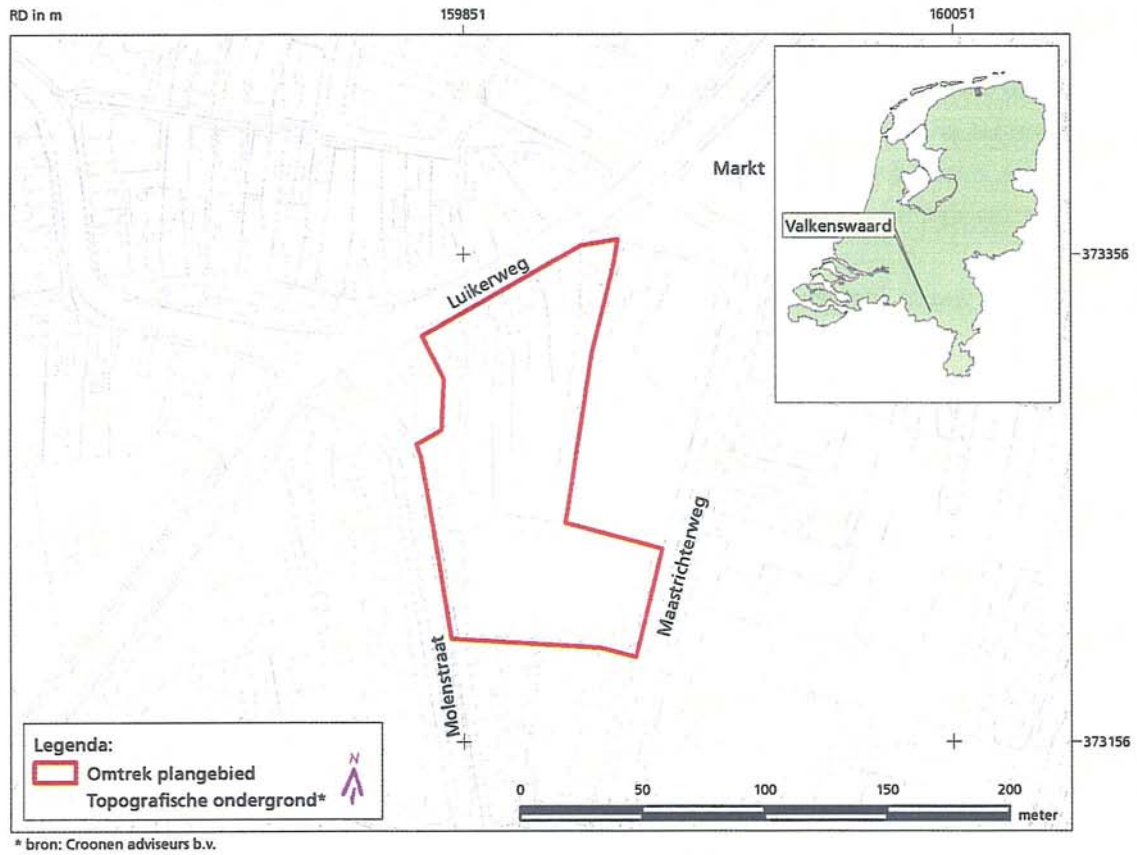 RD in m
159851
160051
Markt
Valkenswaard
373356
Luikerweg
Maastrichterweg
Molenstraat
373156
Legenda:
Omtrek plangebied
Topografische ondergrond*
N
0 50 100 150 200
meter
* bron: Croonen adviseurs b.v.